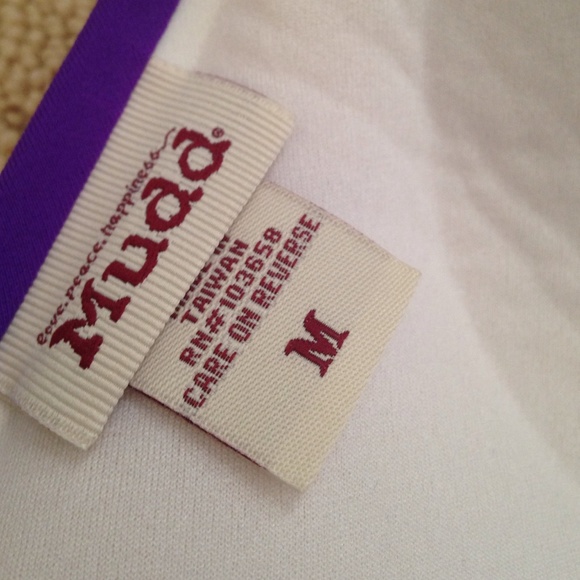 love.peace.happiness
Mudd®
TAIWAN
RN#103658
CARE ON REVERSE
M